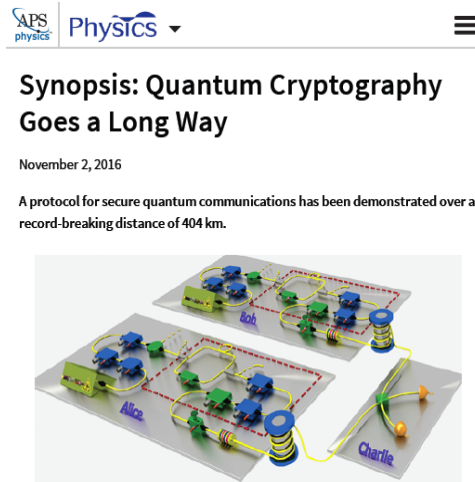 APS
physics
Physics
Synopsis: Quantum Cryptography
Goes a Long Way
November 2, 2016
A protocol for secure quantum communications has been demonstrated over a
record-breaking distance of 404 km.
Bob
Alice
Charlie